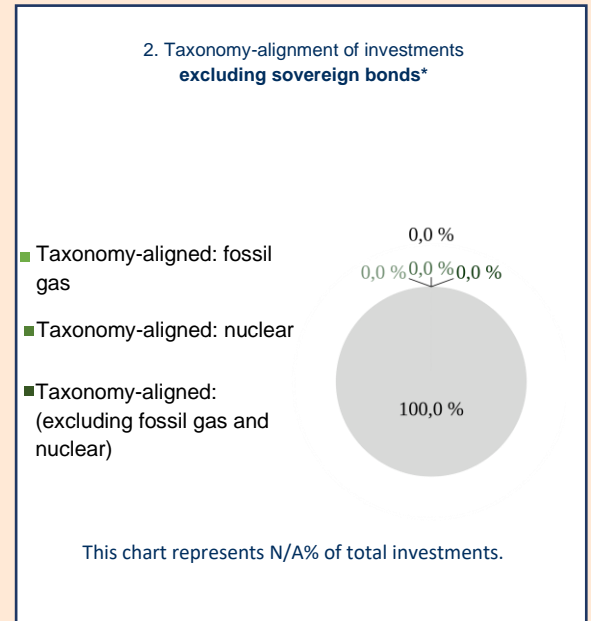 2. Taxonomy-alignment of investments
excluding sovereign bonds*
Taxonomy-aligned: fossil
gas
Taxonomy-aligned: nuclear
Taxonomy-aligned:
(excluding fossil gas and
nuclear)
0,0 %
0,0 % 0,0 % 0,0 %
100,0 %
This chart represents N/A% of total investments.